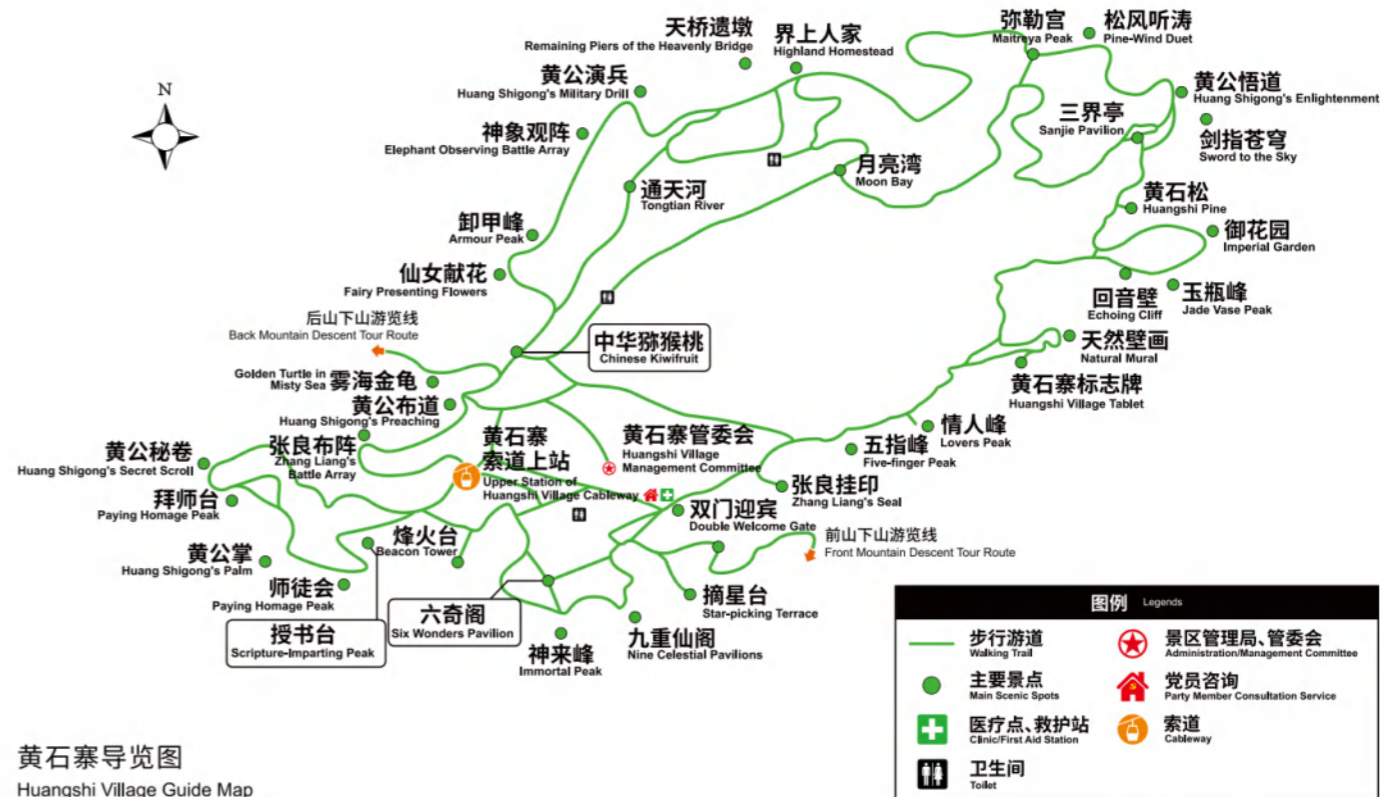 天桥遗墩
Remaining Piers of the Heavenly Bridge
界上人家
Highland Homestead
弥勒宫
Maitreya Peak
松风听涛
Pine-Wind Duet
黄公演兵
Huang Shigong's Military Drill
黄公悟道
Huang Shigong's Enlightenment
N
神象观阵
Elephant Observing Battle Array
三界亭
Sanjie Pavilion
剑指苍穹
Sword to the Sky
通天河
Tongtian River
月亮湾
Moon Bay
黄石松
Huangshi Pine
卸甲峰
Armour Peak
御花园
Imperial Garden
仙女献花
Fairy Presenting Flowers
回音壁
Echoing Cliff
玉瓶峰
Jade Vase Peak
后山下山游览线
Back Mountain Descent Tour Route
中华猕猴桃
Chinese Kiwifruit
天然壁画
Natural Mural
Golden Turtle in
Misty Sea
雾海金龟
黄石寨标志牌
Huangshi Village Tablet
黄公布道
Huang Shigong's Preaching
情人峰
Lovers Peak
黄公秘卷
Huang Shigong's Secret Scroll
张良布阵
Zhang Liang's
Battle Array
黄石寨
索道上站
Upper Station of
Huangshi Village Cableway
黄石寨管委会
Huangshi Village
Management Committee
五指峰
Five-finger Peak
张良挂印
Zhang Liang's Seal
拜师台
Paying Homage Peak
双门迎宾
Double Welcome Gate
烽火台
Beacon Tower
前山下山游览线
Front Mountain Descent Tour Route
黄公掌
Huang Shigong's Palm
师徒会
Paying Homage Peak
六奇阁
Six Wonders Pavilion
摘星台
Star-picking Terrace
授书台
Scripture-Imparting Peak
神来峰
Immortal Peak
九重仙阁
Nine Celestial Pavilions
图例 Legends
步行游道
Walking Trail
景区管理局、管委会
Administration/Management Committee
主要景点
Main Scenic Spots
党员咨询
Party Member Consultation Service
医疗点、救护站
Clinic/First Aid Station
索道
Cableway
卫生间
Toilet
黄石寨导览图
Huangshi Village Guide Map